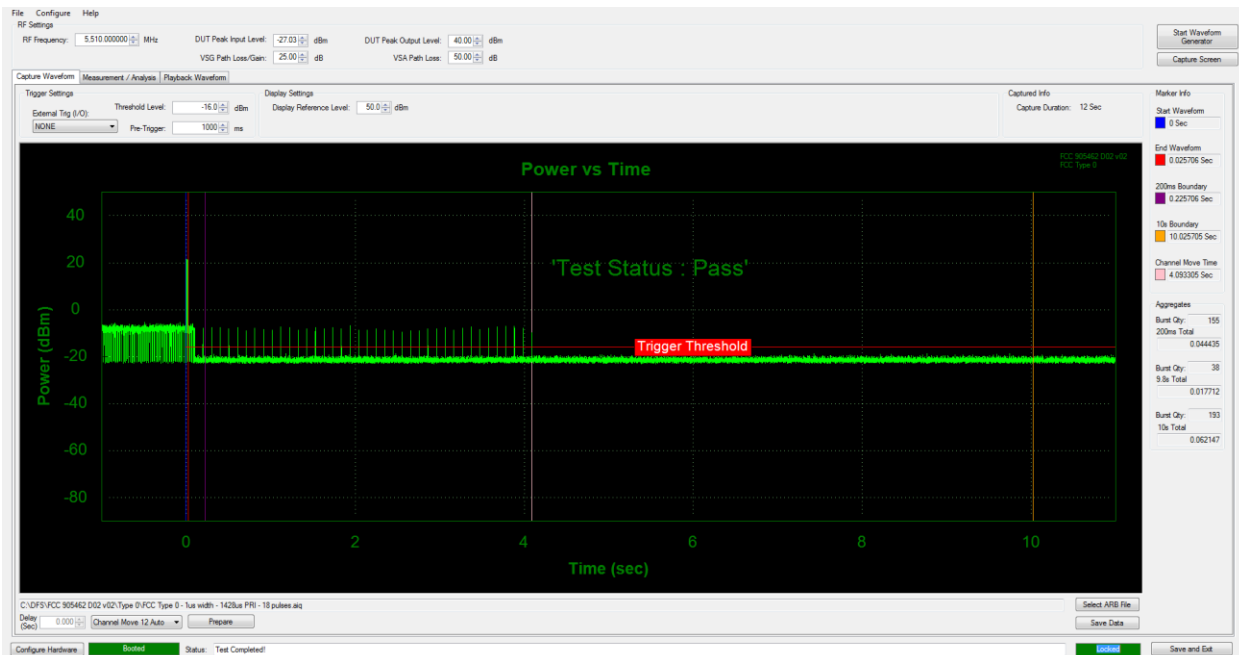 File Configure Help
RF Settings
RF Frequency: 5,510.000000 MHz DUT Peak Input Level: -27.03 dBm DUT Peak Output Level: 40.00 dBm
VSG Path Loss/Gain: 25.00 dB VSA Path Loss: 50.00 dB
Start Waveform Generator
Capture Screen
Capture Waveform Measurement / Analysis Playback Waveform
Trigger Settings
External Trig (I/O):
NONE
Threshold Level: -16.0 dBm
Pre-Trigger: 1000 ms
Display Settings
Display Reference Level: 50.0 dBm
Captured Info
Capture Duration: 12 Sec
Marker Info
Start Waveform
0 Sec
End Waveform
0.025706 Sec
200ms Boundary
0.225706 Sec
10s Boundary
10.025705 Sec
Channel Move Time
4.093305 Sec
Aggregates
Burst Qty: 155
200ms Total
0.044435
Burst Qty: 38
9.8s Total
0.017712
Burst Qty: 193
10s Total
0.062147
Power vs Time
FCC 905462 D02 v02
FCC Type 0
'Test Status : Pass'
Trigger Threshold
Power (dBm)
40
20
0
-20
-40
-60
-80
0 2 4 6 8 10
Time (sec)
C:\DFS\FCC 905462 D02 v02\Type 0\FCC Type 0 - 1us width - 1428us PRI - 18 pulses.aiq
Select ARB File
Delay (Sec) 0.000 Channel Move 12 Auto Prepare
Save Data
Configure Hardware Booted Status: Test Completed! Locked Save and Exit